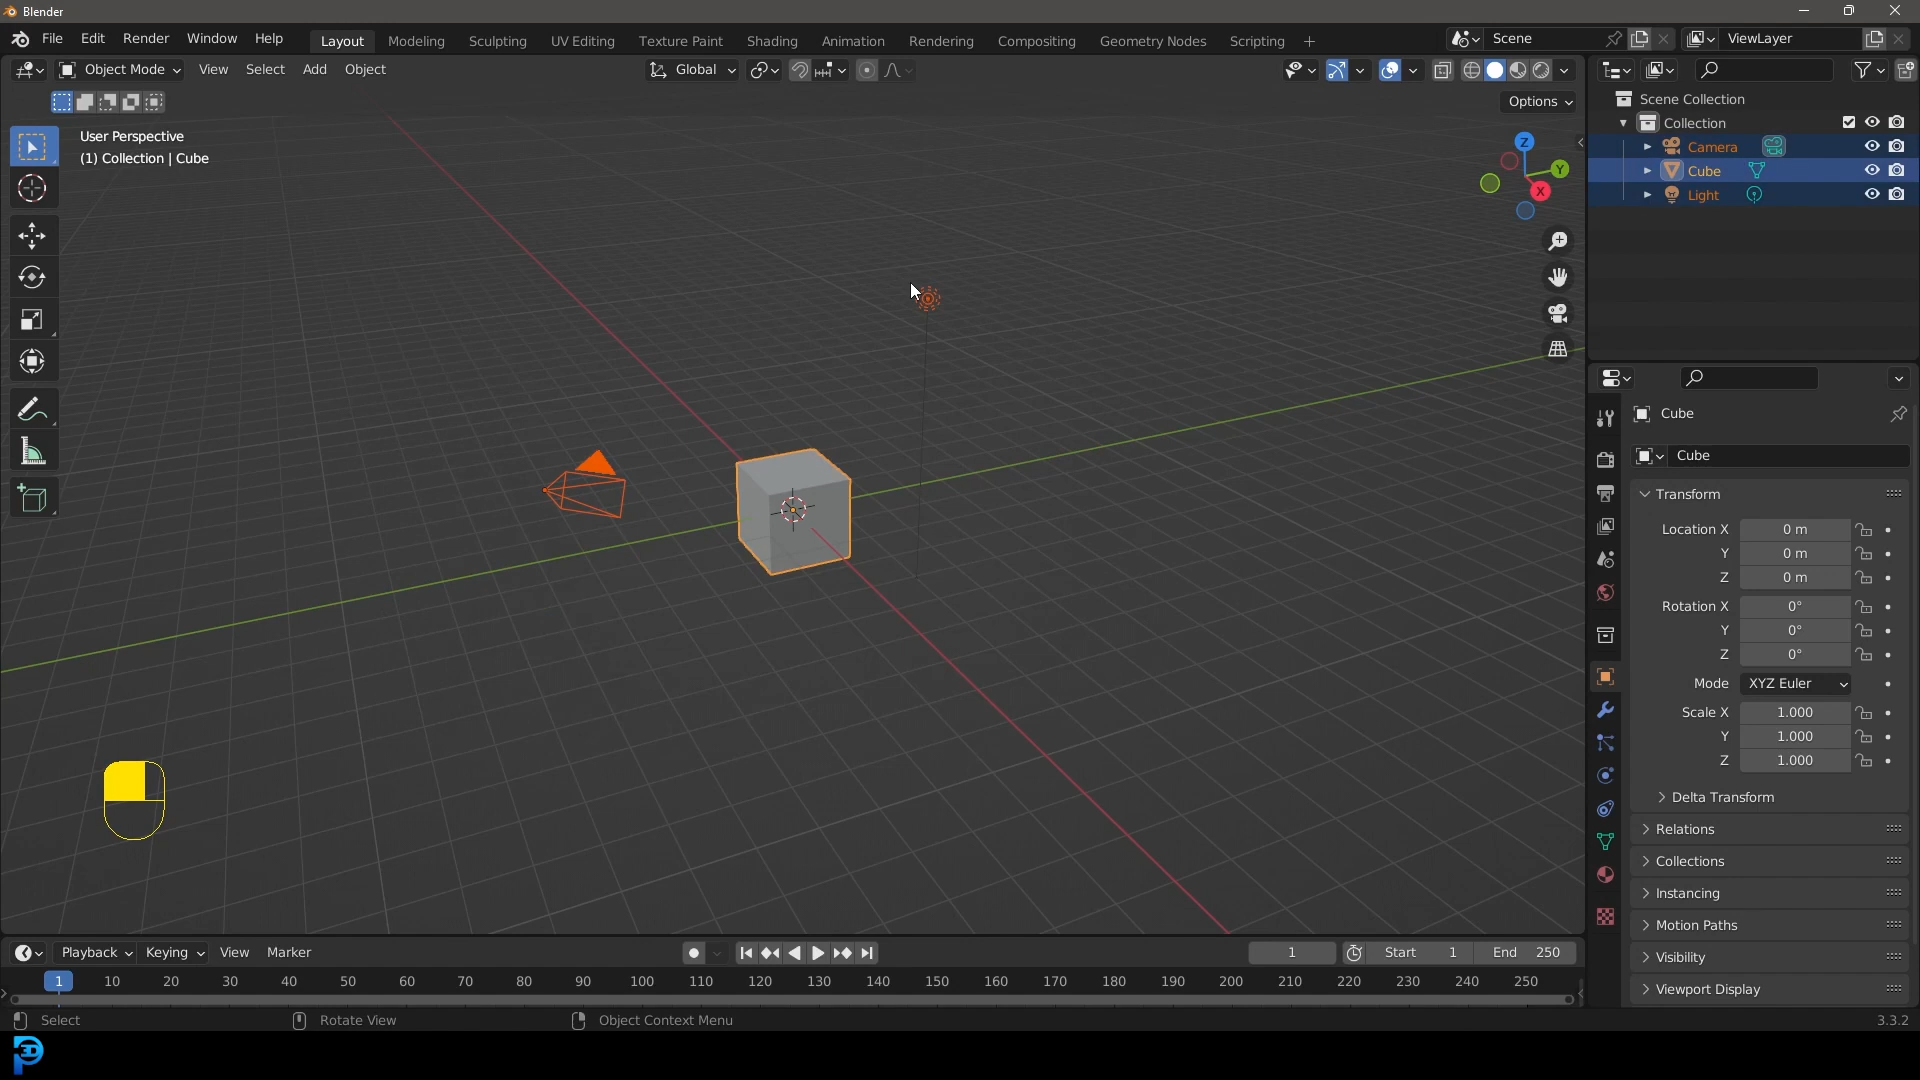 Blender
File Edit Render Window Help Layout Modeling Sculpting UV Editing Texture Paint Shading Animation Rendering Compositing Geometry Nodes Scripting + Scene ViewLayer
Object Mode View Select Add Object Global
Options
User Perspective
(1) Collection | Cube
Z
Y
X
Scene Collection
Collection
Camera
Cube
Light
Cube
Cube
Transform
Location X 0 m
Y 0 m
Z 0 m
Rotation X 0°
Y 0°
Z 0°
Mode XYZ Euler
Scale X 1.000
Y 1.000
Z 1.000
Delta Transform
Relations
Collections
Instancing
Motion Paths
Visibility
Viewport Display
Playback Keying View Marker 1 Start 1 End 250
1 10 20 30 40 50 60 70 80 90 100 110 120 130 140 150 160 170 180 190 200 210 220 230 240 250
Select Rotate View Object Context Menu 3.3.2
3D